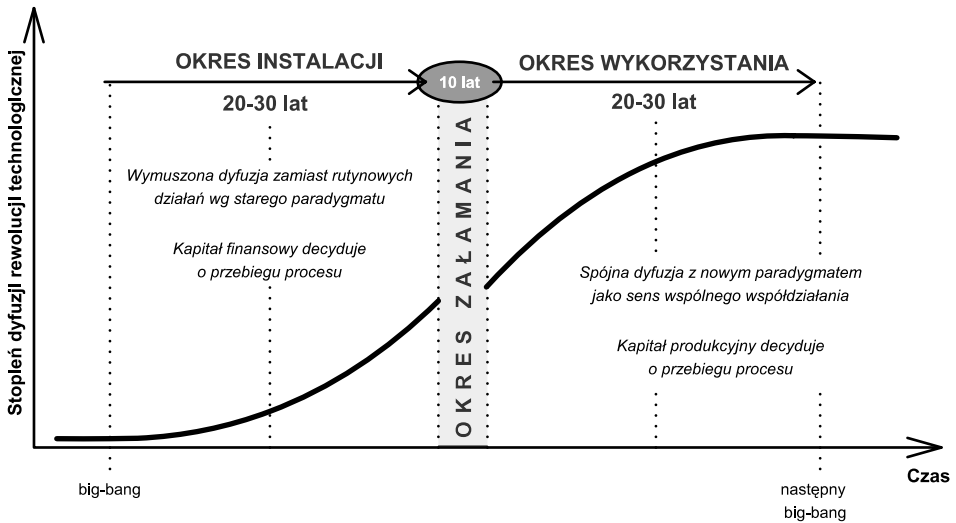 Stopień dyfuzji rewolucji technologicznej
OKRES INSTALACJI
20-30 lat
10 lat
OKRES WYKORZYSTANIA
20-30 lat
OKRES ZAŁAMANIA
Wymuszona dyfuzja zamiast rutynowych
działań wg starego paradygmatu
Kapitał finansowy decyduje
o przebiegu procesu
Spójna dyfuzja z nowym paradygmatem
jako sens wspólnego współdziałania
Kapitał produkcyjny decyduje
o przebiegu procesu
Czas
big-bang
następny
big-bang